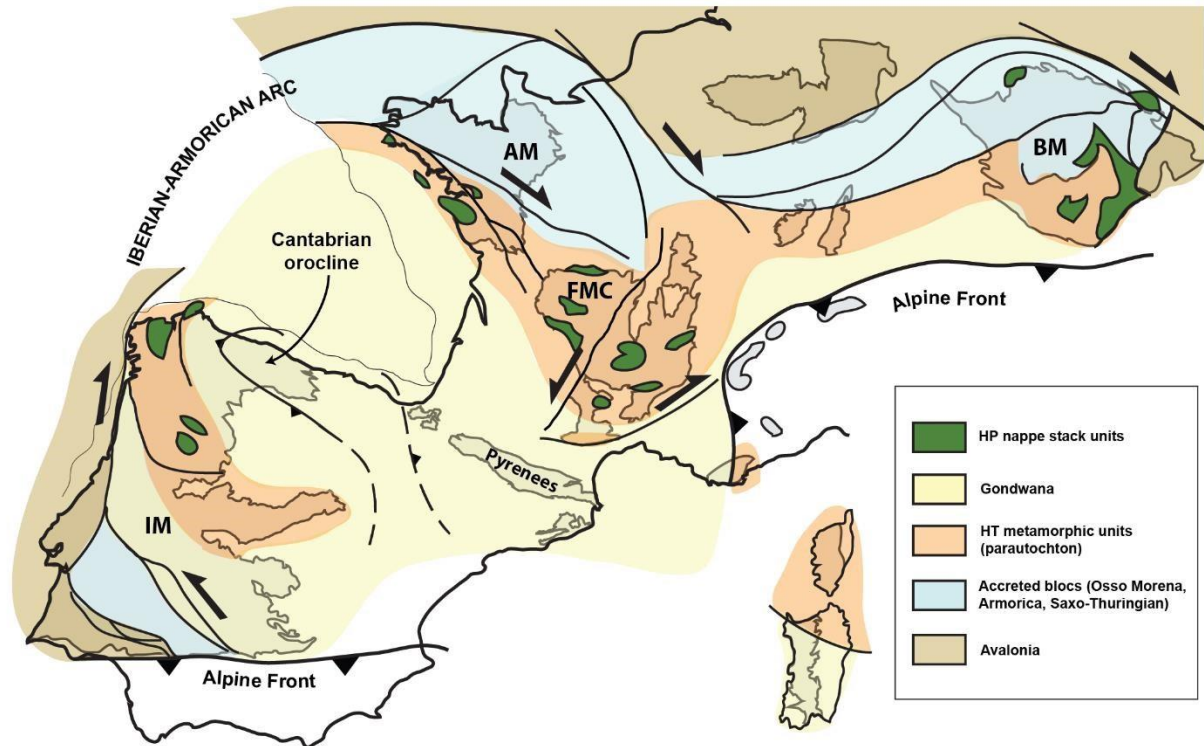 IBERIAN-ARMORICAN ARC
AM
BM
Cantabrian
orocline
FMC
Alpine Front
Pyrenees
IM
Alpine Front
HP nappe stack units
Gondwana
HT metamorphic units
(parautochton)
Accreted blocs (Osso Morena,
Armorica, Saxo-Thuringian)
Avalonia